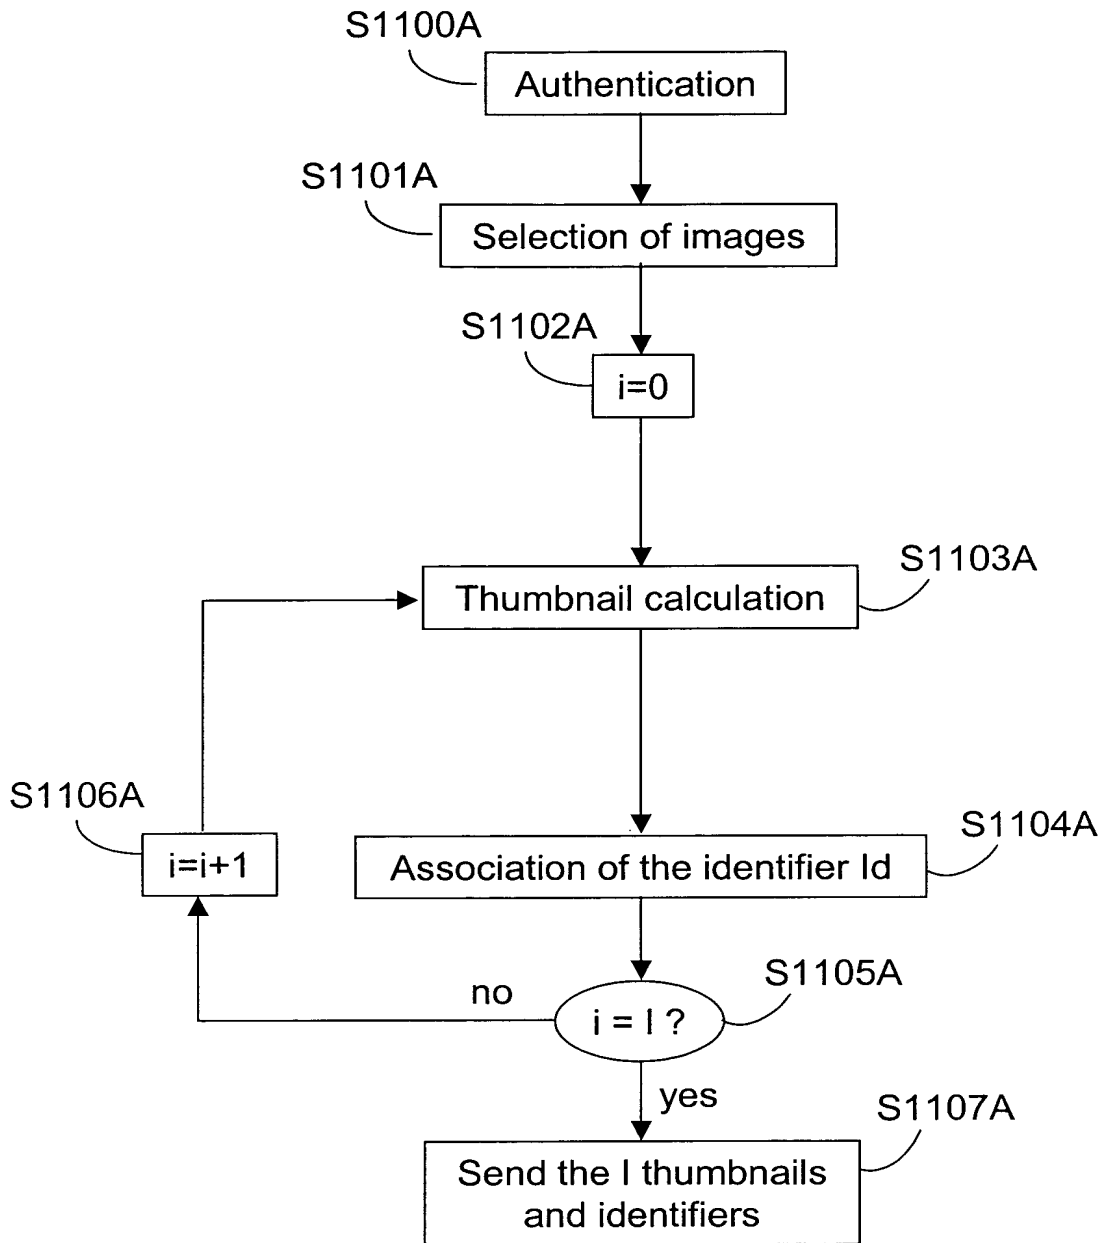 S1100A
Authentication
S1101A
Selection of images
S1102A
i=0
S1103A
Thumbnail calculation
S1106A
i=i+1
S1104A
Association of the identifier Id
S1105A
no
i = I ?
yes
S1107A
Send the I thumbnails
and identifiers